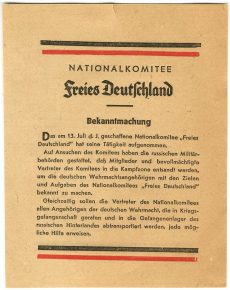 NATIONALKOMITEE
Freies Deutschland
Bekanntmachung
Das am 13. Juli d. J. geschaffene Nationalkomitee „Freies
Deutschland" hat seine Tätigkeit aufgenommen.
Auf Ansuchen des Komitees haben die russischen Militär-
behörden gestattet, daß Mitglieder und bevollmächtigte
Vertreter des Komitees in die Kampfzone entsandt werden,
um die deutschen Wehrmachtsangehörigen mit den Zielen
und Aufgaben des Nationalkomitees „Freies Deutschland"
bekannt zu machen.
Gleichzeitig sollen die Vertreter des Nationalkomitees
allen Angehörigen der deutschen Wehrmacht, die in Kriegs-
gefangenschaft geraten und in die Gefangenenlager des
russischen Hinterlandes abtransportiert werden, jede mög-
liche Hilfe erweisen.